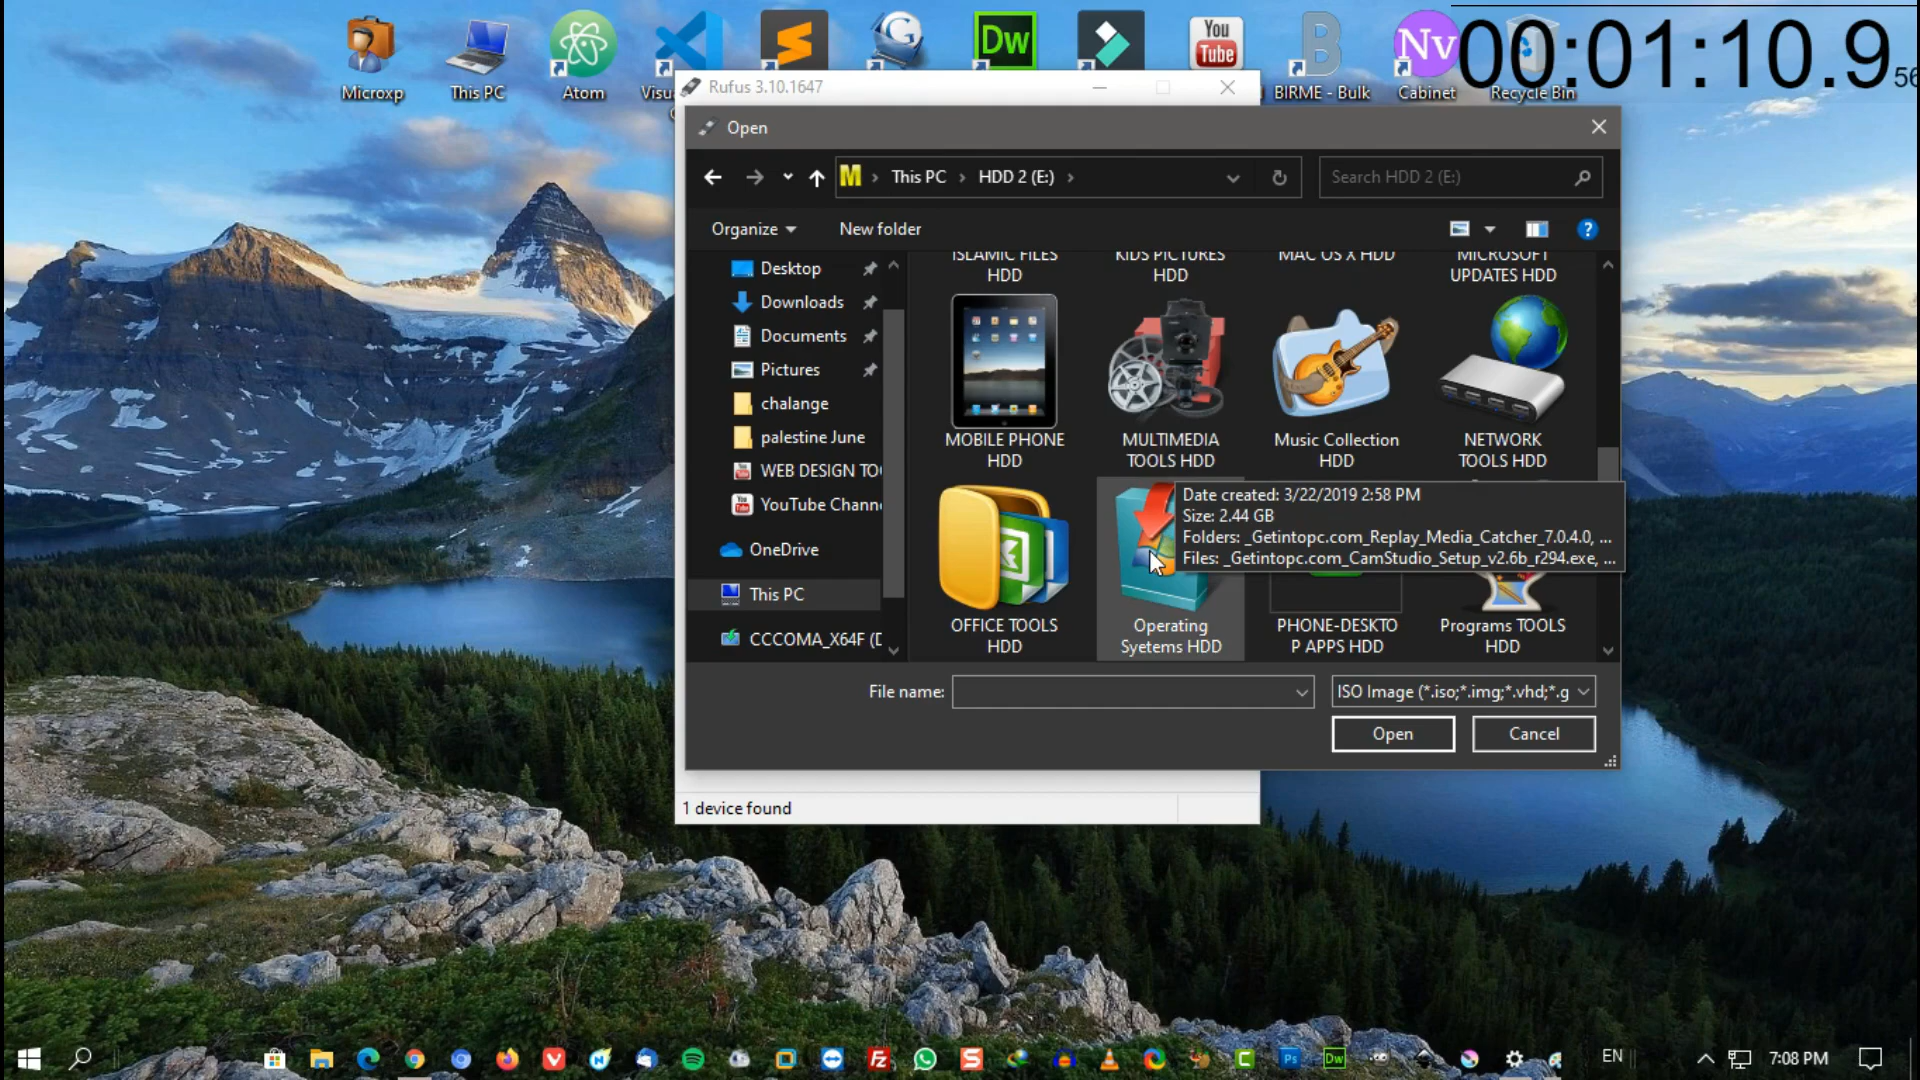 Microxp
This PC
Atom
Visu
Dw
You
Tube
BIRME - Bulk
Nv
Cabinet
Recycle Bin
00:01:10.9
56
Rufus 3.10.1647
Open
This PC
HDD 2 (E:)
Search HDD 2 (E:)
Organize
New folder
Desktop
Downloads
Documents
Pictures
chalange
palestine June
WEB DESIGN TO
YouTube Chann
OneDrive
This PC
CCCOMA_X64F (D
ISLAMIC FILES
HDD
KIDS PICTURES
HDD
MAC OS X HDD
MICROSOFT
UPDATES HDD
MOBILE PHONE
HDD
MULTIMEDIA
TOOLS HDD
Music Collection
HDD
NETWORK
TOOLS HDD
OFFICE TOOLS
HDD
Operating
Syetems HDD
PHONE-DESKTO
P APPS HDD
Programs TOOLS
HDD
Date created: 3/22/2019 2:58 PM
Size: 2.44 GB
Folders: _Getintopc.com_Replay_Media_Catcher_7.0.4.0, ...
Files: _Getintopc.com_CamStudio_Setup_v2.6b_r294.exe, ...
File name:
ISO Image (*.iso;*.img;*.vhd;*.g
Open
Cancel
1 device found
EN
7:08 PM